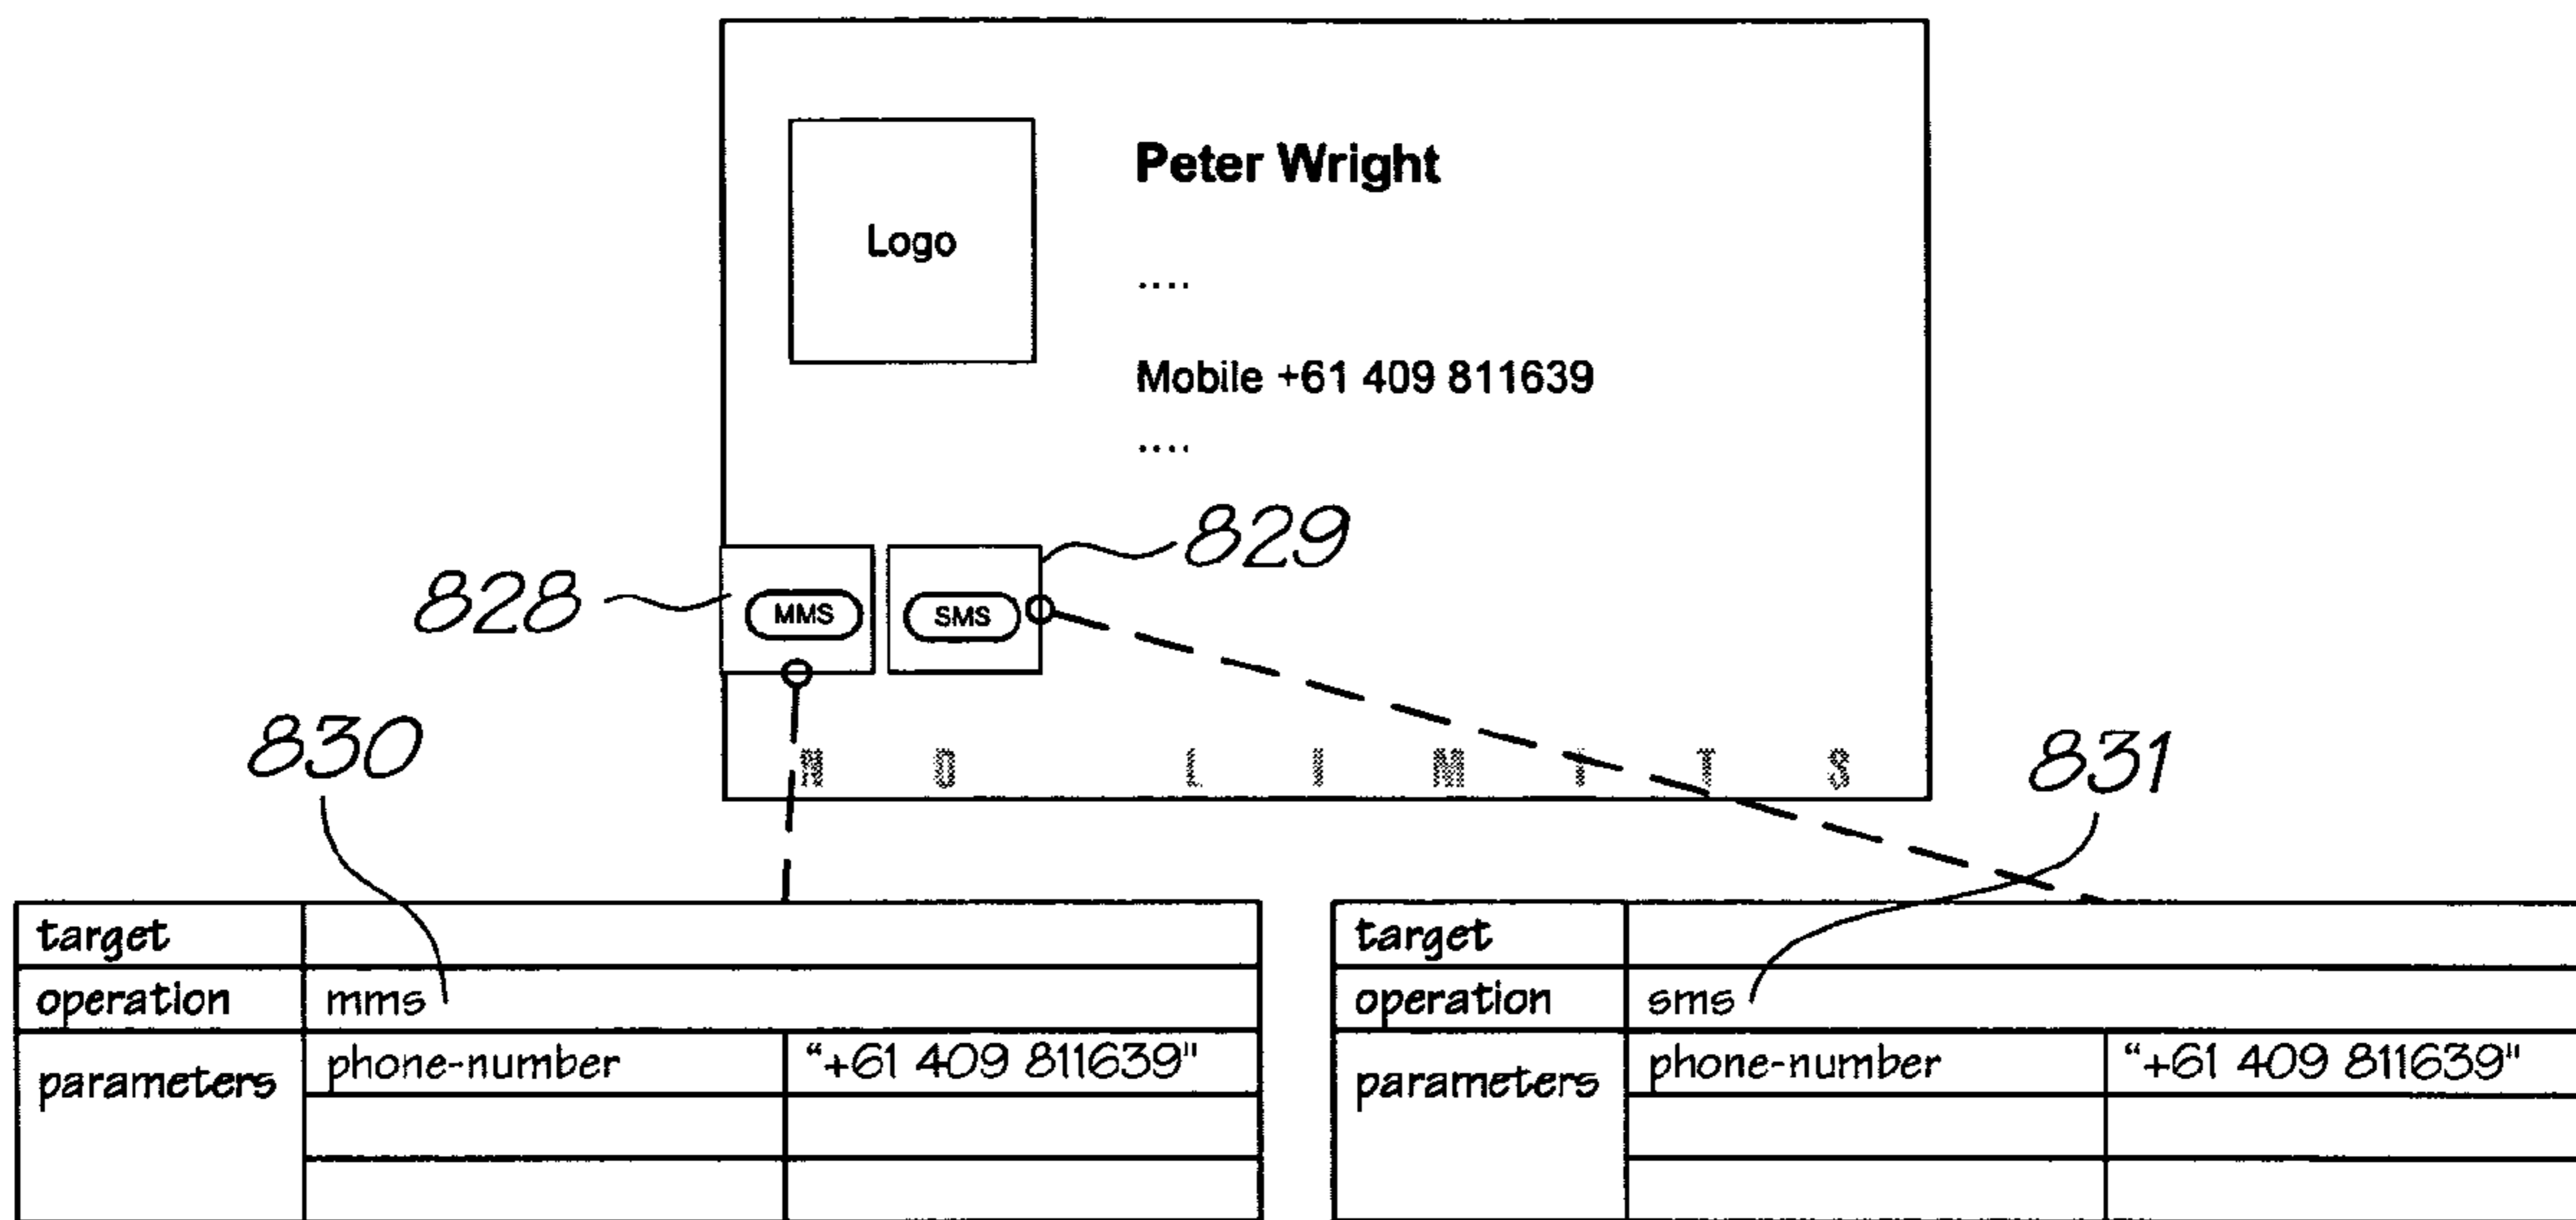 Peter Wright
Logo
....
Mobile +61 409 811639
....
829
828
MMS SMS
N O L I M I T S
830
831
target
operation mms
parameters phone-number "+61 409 811639"
target
operation sms
parameters phone-number "+61 409 811639"